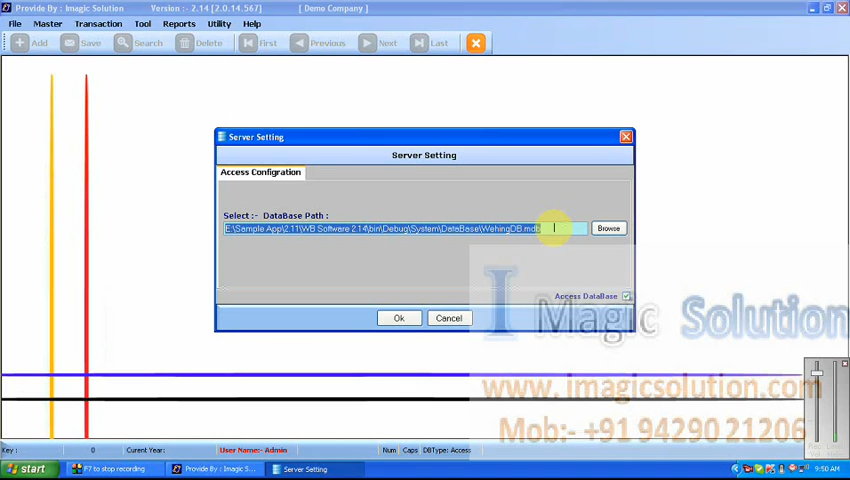 Provide By : Imagic Solution Version :- 2.14 [2.0.14.567] [ Demo Company ]
File Master Transaction Tool Reports Utility Help
Add Save Search Delete First Previous Next Last
Server Setting
Server Setting
Access Configration
Select :- DataBase Path :
E:\Sample App\2.11\WB Software 2.14\bin\Debug\System\DataBase\WehingDB.mdb
Browse
Access DataBase
Ok Cancel
I Magic Solution
www.imagicsolution.com
Mob:- +91 94290 21206
Key : 0 Curent Year: User Name:- Admin Num Caps DBType: Access
start F7 to stop recording Provide By : Imagic S... Server Setting 9:50 AM